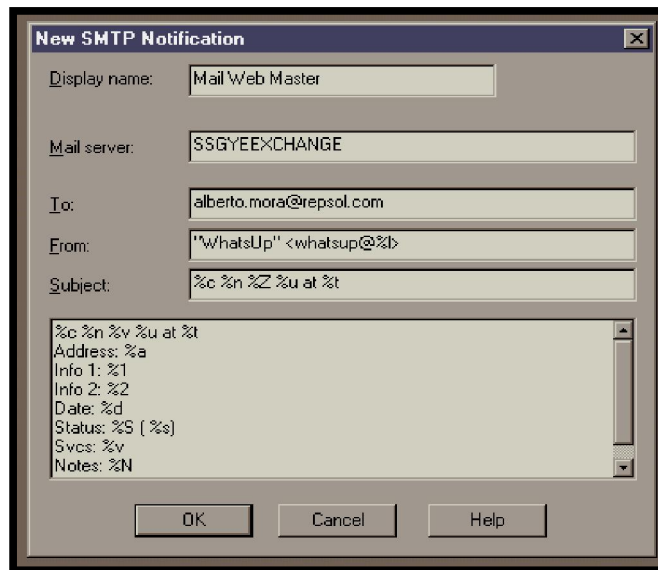 New SMTP Notification
Display name: Mail Web Master
Mail server: SSGYEEXCHANGE
To: alberto.mora@repsol.com
From: "WhatsUp" <whatsup@%I>
Subject: %c %n %Z %u at %t
%c %n %v %u at %t
Address: %a
Info 1: %1
Info 2: %2
Date: %d
Status: %S ( %s)
Svcs: %v
Notes: %N
OK Cancel Help